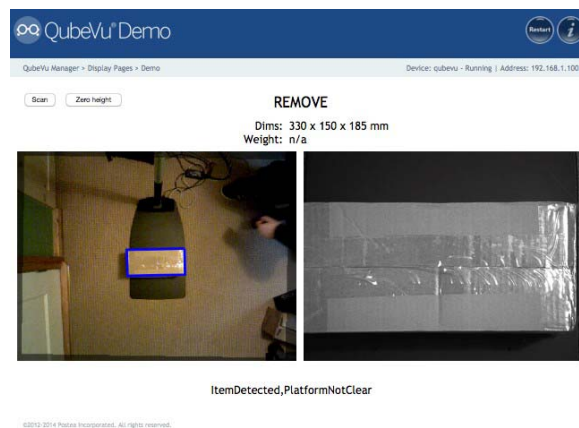 QubeVu® Demo
Restart
i
QubeVu Manager > Display Pages > Demo
Device: qubevu - Running | Address: 192.168.1.100
Scan
Zero height
REMOVE
Dims: 330 x 150 x 185 mm
Weight: n/a
ItemDetected,PlatformNotClear
©2012-2014 Postea Incorporated. All rights reserved.